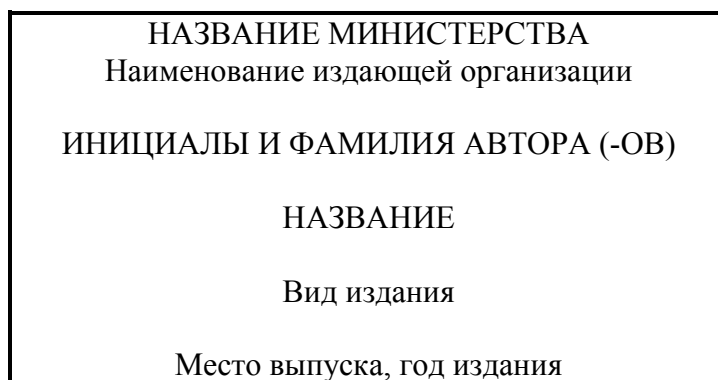 НАЗВАНИЕ МИНИСТЕРСТВА
Наименование издающей организации
ИНИЦИАЛЫ И ФАМИЛИЯ АВТОРА (-ОВ)
НАЗВАНИЕ
Вид издания
Место выпуска, год издания